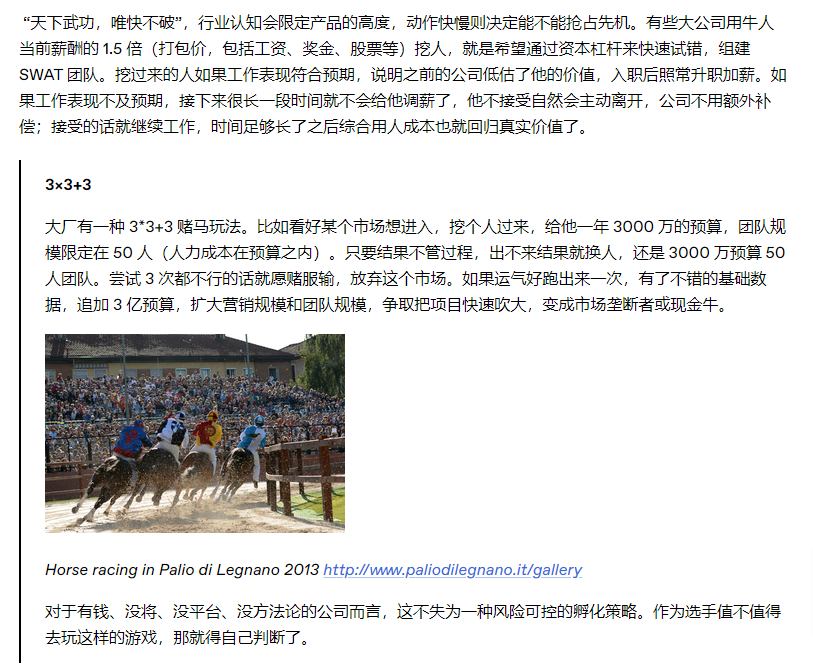 “天下武功，唯快不破”，行业认知会限定产品的高度，动作快慢则决定能不能抢占先机。有些大公司用牛人
当前薪酬的 1.5 倍（打包价，包括工资、奖金、股票等）挖人，就是希望通过资本杠杆来快速试错，组建
SWAT 团队。挖过来的人如果工作表现符合预期，说明之前的公司低估了他的价值，入职后照常升职加薪。如
果工作表现不及预期，接下来很长一段时间就不会给他调薪了，他不接受自然会主动离开，公司不用额外补
偿；接受的话就继续工作，时间足够长了之后综合用人成本也就回归真实价值了。
3×3+3
大厂有一种 3*3+3 赌马玩法。比如看好某个市场想进入，挖个人过来，给他一年 3000 万的预算，团队规
模限定在 50 人（人力成本在预算之内）。只要结果不管过程，出不来结果就换人，还是 3000 万预算 50
人团队。尝试 3 次都不行的话就愿赌服输，放弃这个市场。如果运气好跑出来一次，有了不错的基础数
据，追加 3 亿预算，扩大营销规模和团队规模，争取把项目快速吹大，变成市场垄断者或现金牛。
Horse racing in Palio di Legnano 2013 http://www.paliodilegnano.it/gallery
对于有钱、没将、没平台、没方法论的公司而言，这不失为一种风险可控的孵化策略。作为选手值不值得
去玩这样的游戏，那就得自己判断了。